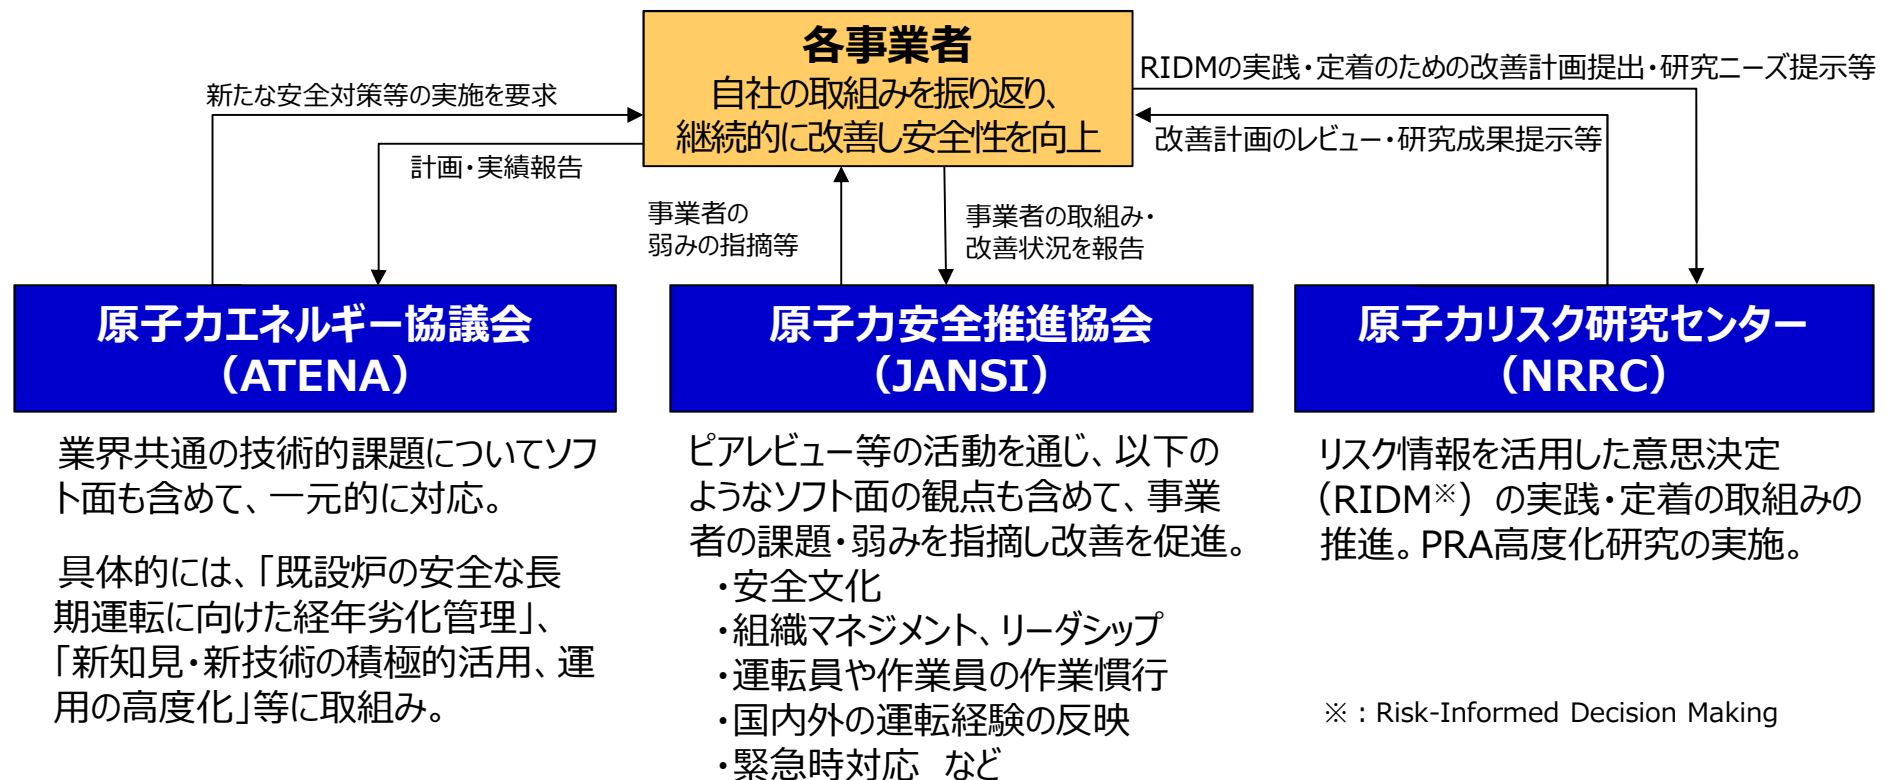 各事業者
自社の取組みを振り返り、
継続的に改善し安全性を向上
新たな安全対策等の実施を要求
計画・実績報告
RIDMの実践・定着のための改善計画提出・研究ニーズ提示等
改善計画のレビュー・研究成果提示等
事業者の
弱みの指摘等
事業者の取組み・
改善状況を報告
原子力エネルギー協議会
（ATENA）
業界共通の技術的課題についてソフ
ト面も含めて、一元的に対応。
具体的には、「既設炉の安全な長
期運転に向けた経年劣化管理」、
「新知見・新技術の積極的活用、運
用の高度化」等に取組み。
原子力安全推進協会
（JANSI）
ピアレビュー等の活動を通じ、以下の
ようなソフト面の観点も含めて、事業
者の課題・弱みを指摘し改善を促進。
・安全文化
・組織マネジメント、リーダシップ
・運転員や作業員の作業慣行
・国内外の運転経験の反映
・緊急時対応 など
原子力リスク研究センター
（NRRC）
リスク情報を活用した意思決定
（RIDM※）の実践・定着の取組みの
推進。PRA高度化研究の実施。
※：Risk-Informed Decision Making